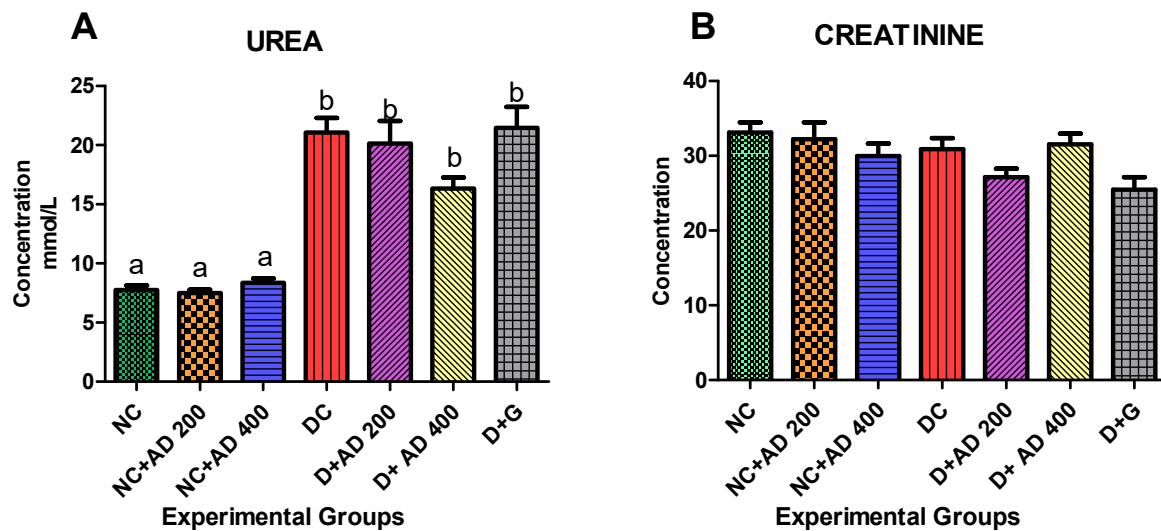 A
UREA
Concentration
mmol/L
25
20
15
10
5
0
a
a
a
b
b
b
b
NC
NC+AD 200
NC+AD 400
DC
D+AD 200
D+ AD 400
D+G
Experimental Groups
B
CREATININE
Concentration
40
30
20
10
0
NC
NC+AD 200
NC+AD 400
DC
D+AD 200
D+ AD 400
D+G
Experimental Groups